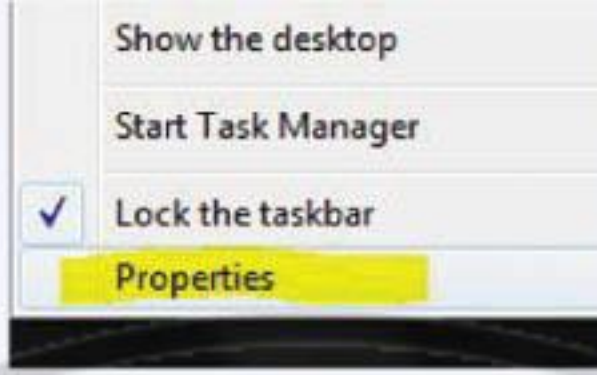 Show the desktop
Start Task Manager
Lock the taskbar
Properties